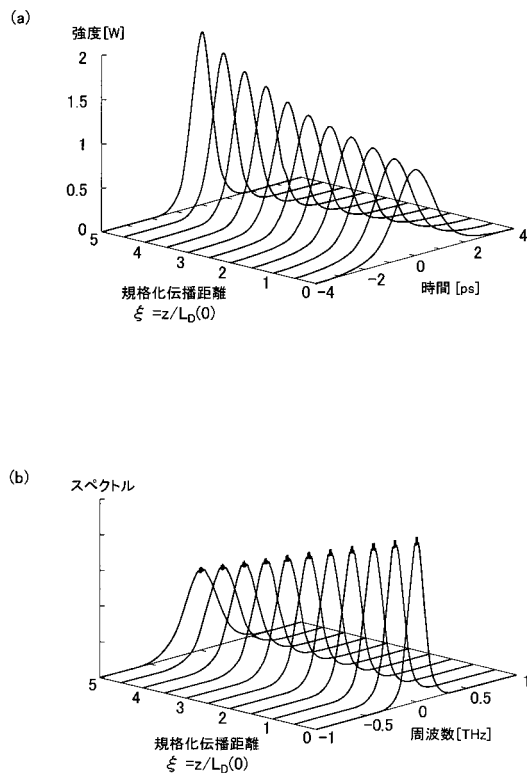 (a)
強度[W]
2
1.5
1
0.5
0
5
4
3
2
1
0
-4
-2
0
2
4
時間 [ps]
規格化伝播距離
ξ =z/L_D(0)
(b)
スペクトル
5
4
3
2
1
0
-1
-0.5
0
0.5
1
周波数[THz]
規格化伝播距離
ξ =z/L_D(0)